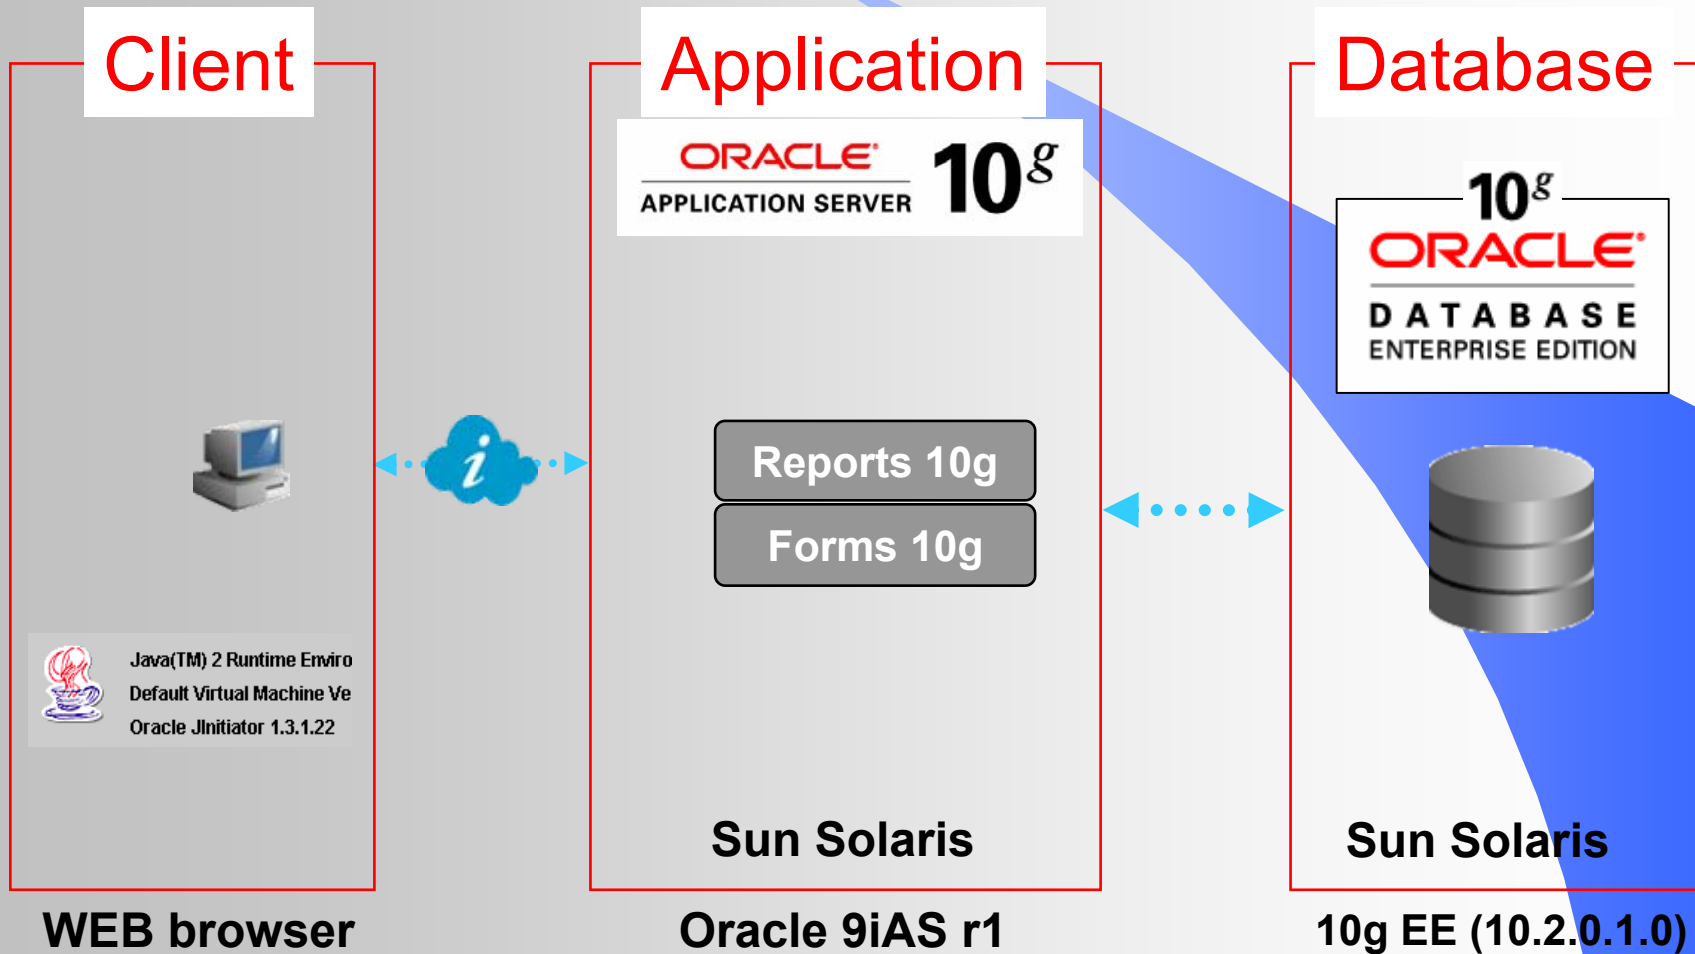 Client
Application
Database
ORACLE
APPLICATION SERVER
10g
10g
ORACLE
DATABASE
ENTERPRISE EDITION
i
Reports 10g
Forms 10g
Java(TM) 2 Runtime Enviro
Default Virtual Machine Ve
Oracle JInitiator 1.3.1.22
Sun Solaris
Sun Solaris
WEB browser
Oracle 9iAS r1
10g EE (10.2.0.1.0)